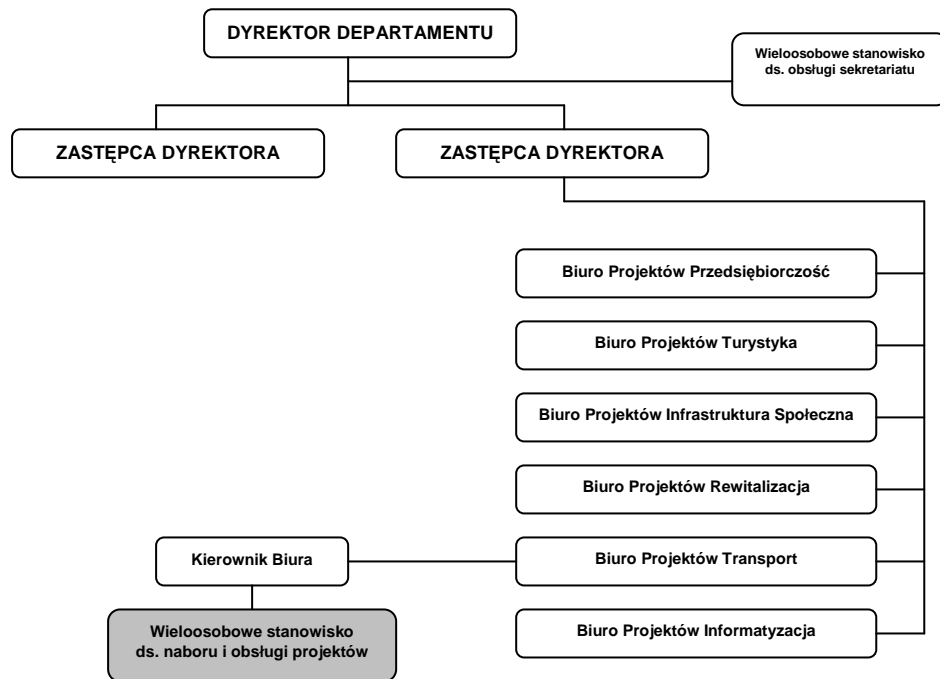 DYREKTOR DEPARTAMENTU
Wieloosobowe stanowisko
ds. obsługi sekretariatu
ZASTĘPCA DYREKTORA
ZASTĘPCA DYREKTORA
Biuro Projektów Przedsiębiorczość
Biuro Projektów Turystyka
Biuro Projektów Infrastruktura Społeczna
Biuro Projektów Rewitalizacja
Kierownik Biura
Biuro Projektów Transport
Wieloosobowe stanowisko
ds. naboru i obsługi projektów
Biuro Projektów Informatyzacja